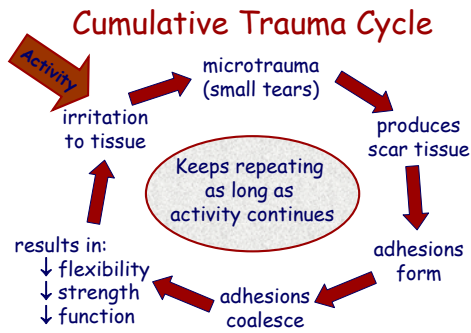 Cumulative Trauma Cycle
Activity
irritation
to tissue
microtrauma
(small tears)
produces
scar tissue
adhesions
form
adhesions
coalesce
results in:
↓ flexibility
↓ strength
↓ function
Keeps repeating
as long as
activity continues